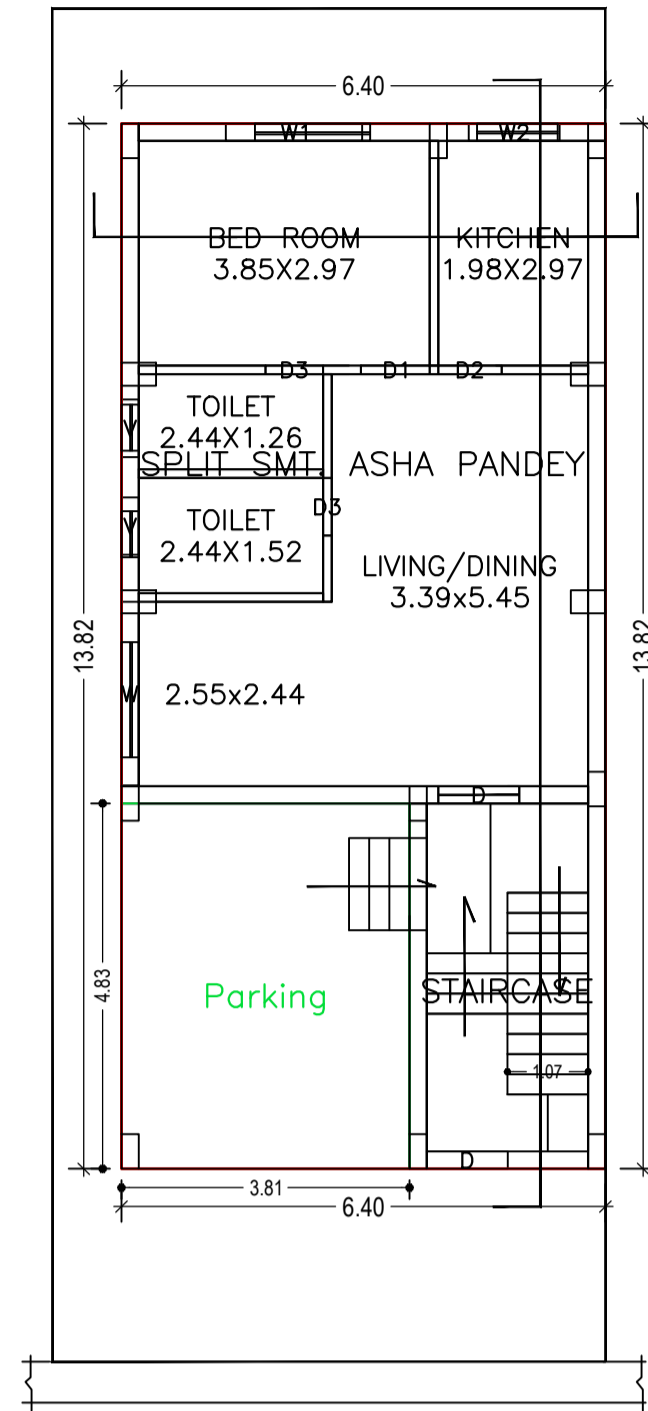 6.40
W1
W2
BED ROOM
3.85X2.97
KITCHEN
1.98X2.97
D3
D1
D2
TOILET
2.44X1.26
V
SPLIT SMT. ASHA PANDEY
D3
TOILET
2.44X1.52
V
LIVING/DINING
3.39x5.45
13.82
13.82
W
2.55x2.44
D
4.83
Parking
STAIRCASE
1.07
D
3.81
6.40